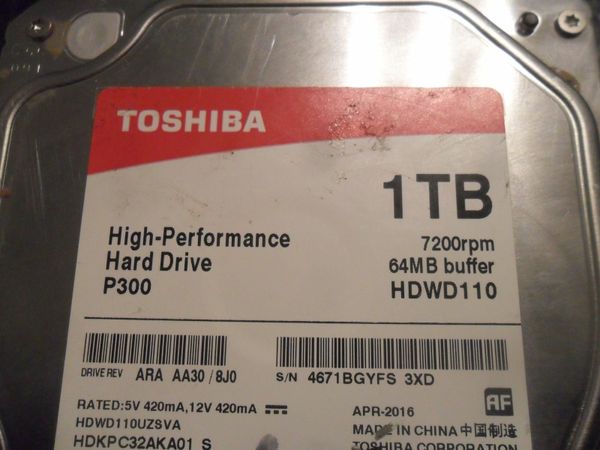 TOSHIBA
1TB
High-Performance
Hard Drive
P300
7200rpm
64MB buffer
HDWD110
DRIVE REV ARA AA30 / 8J0
S/N 4671BGYFS 3XD
AF
RATED:5V 420mA,12V 420mA
HDWD110UZSVA
HDKPC32AKA01 S
APR-2016
MADE IN CHINA 中国制造
TOSHIBA CORPORATION